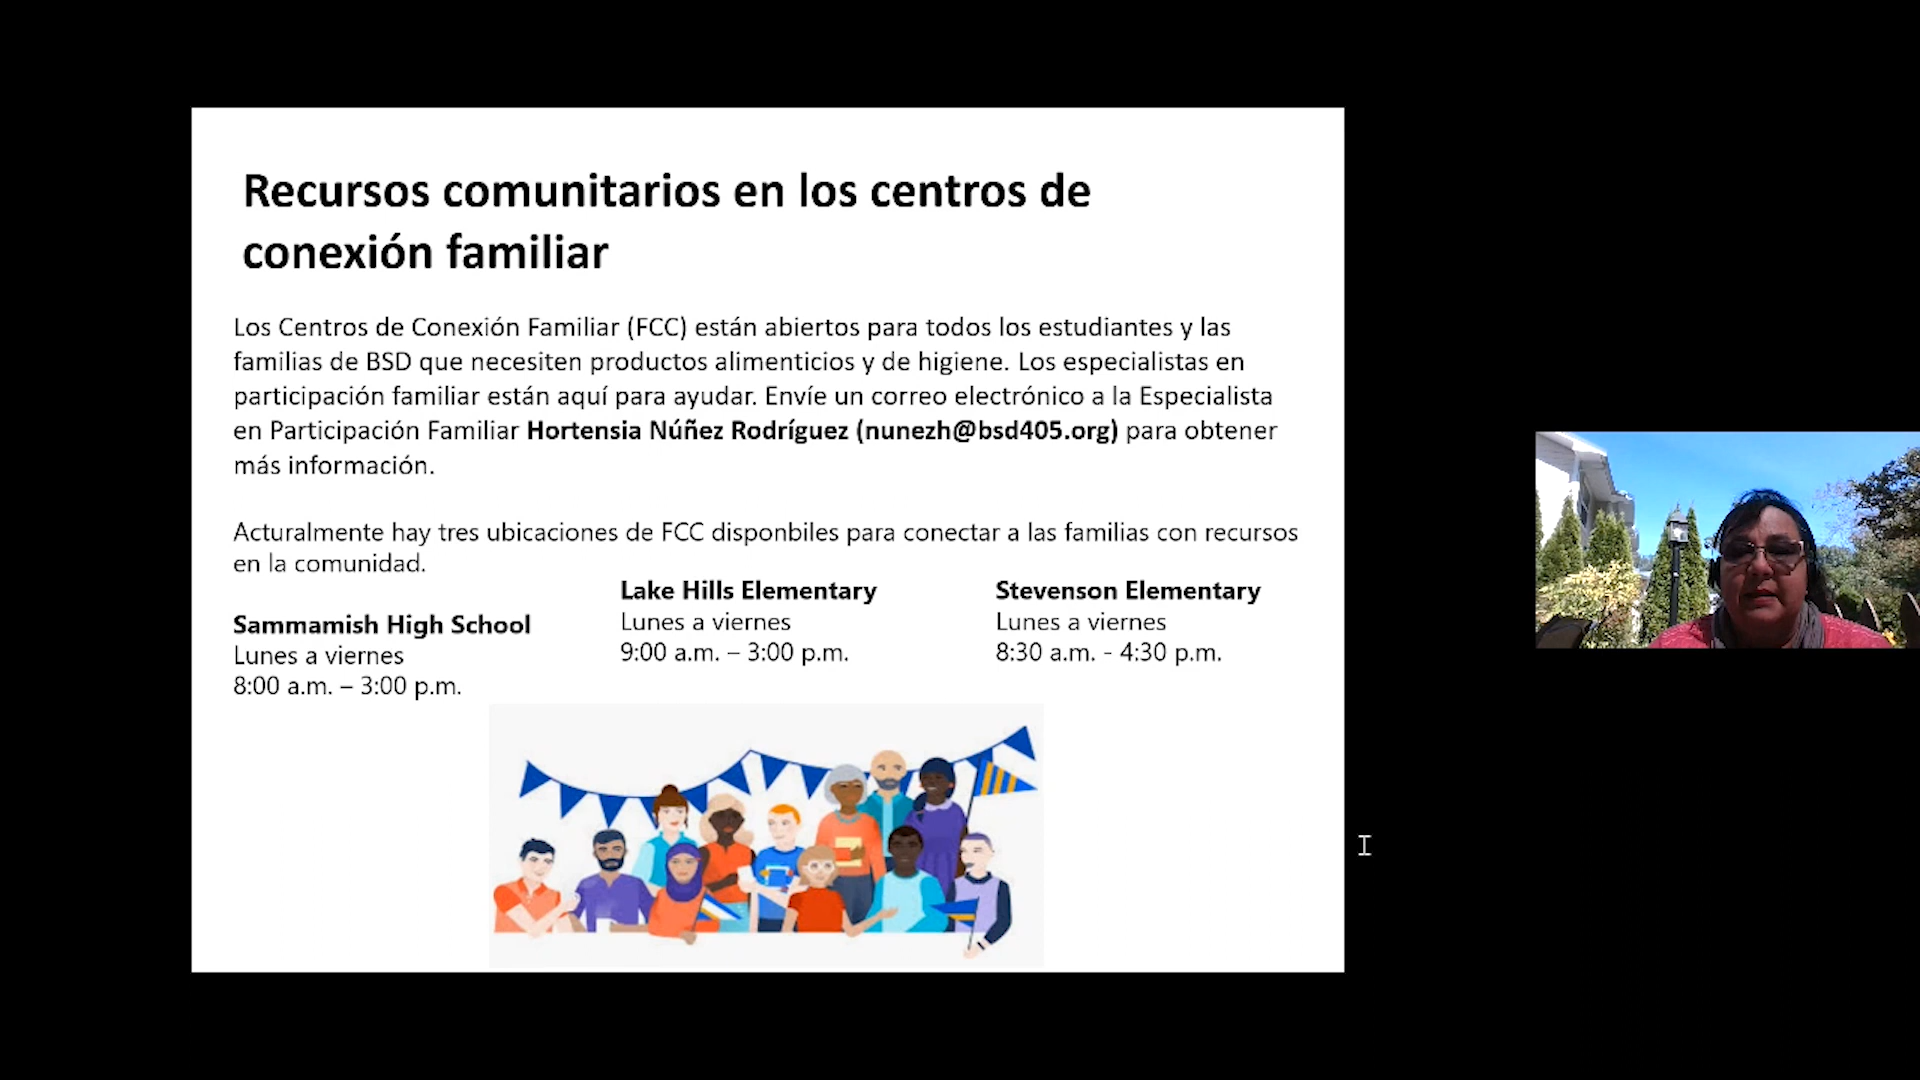 Recursos comunitarios en los centros de
conexión familiar
Los Centros de Conexión Familiar (FCC) están abiertos para todos los estudiantes y las
familias de BSD que necesiten productos alimenticios y de higiene. Los especialistas en
participación familiar están aquí para ayudar. Envíe un correo electrónico a la Especialista
en Participación Familiar Hortensia Núñez Rodríguez (nunezh@bsd405.org) para obtener
más información.
Acturalmente hay tres ubicaciones de FCC disponbiles para conectar a las familias con recursos
en la comunidad.
Sammamish High School
Lunes a viernes
8:00 a.m. – 3:00 p.m.
Lake Hills Elementary
Lunes a viernes
9:00 a.m. – 3:00 p.m.
Stevenson Elementary
Lunes a viernes
8:30 a.m. - 4:30 p.m.